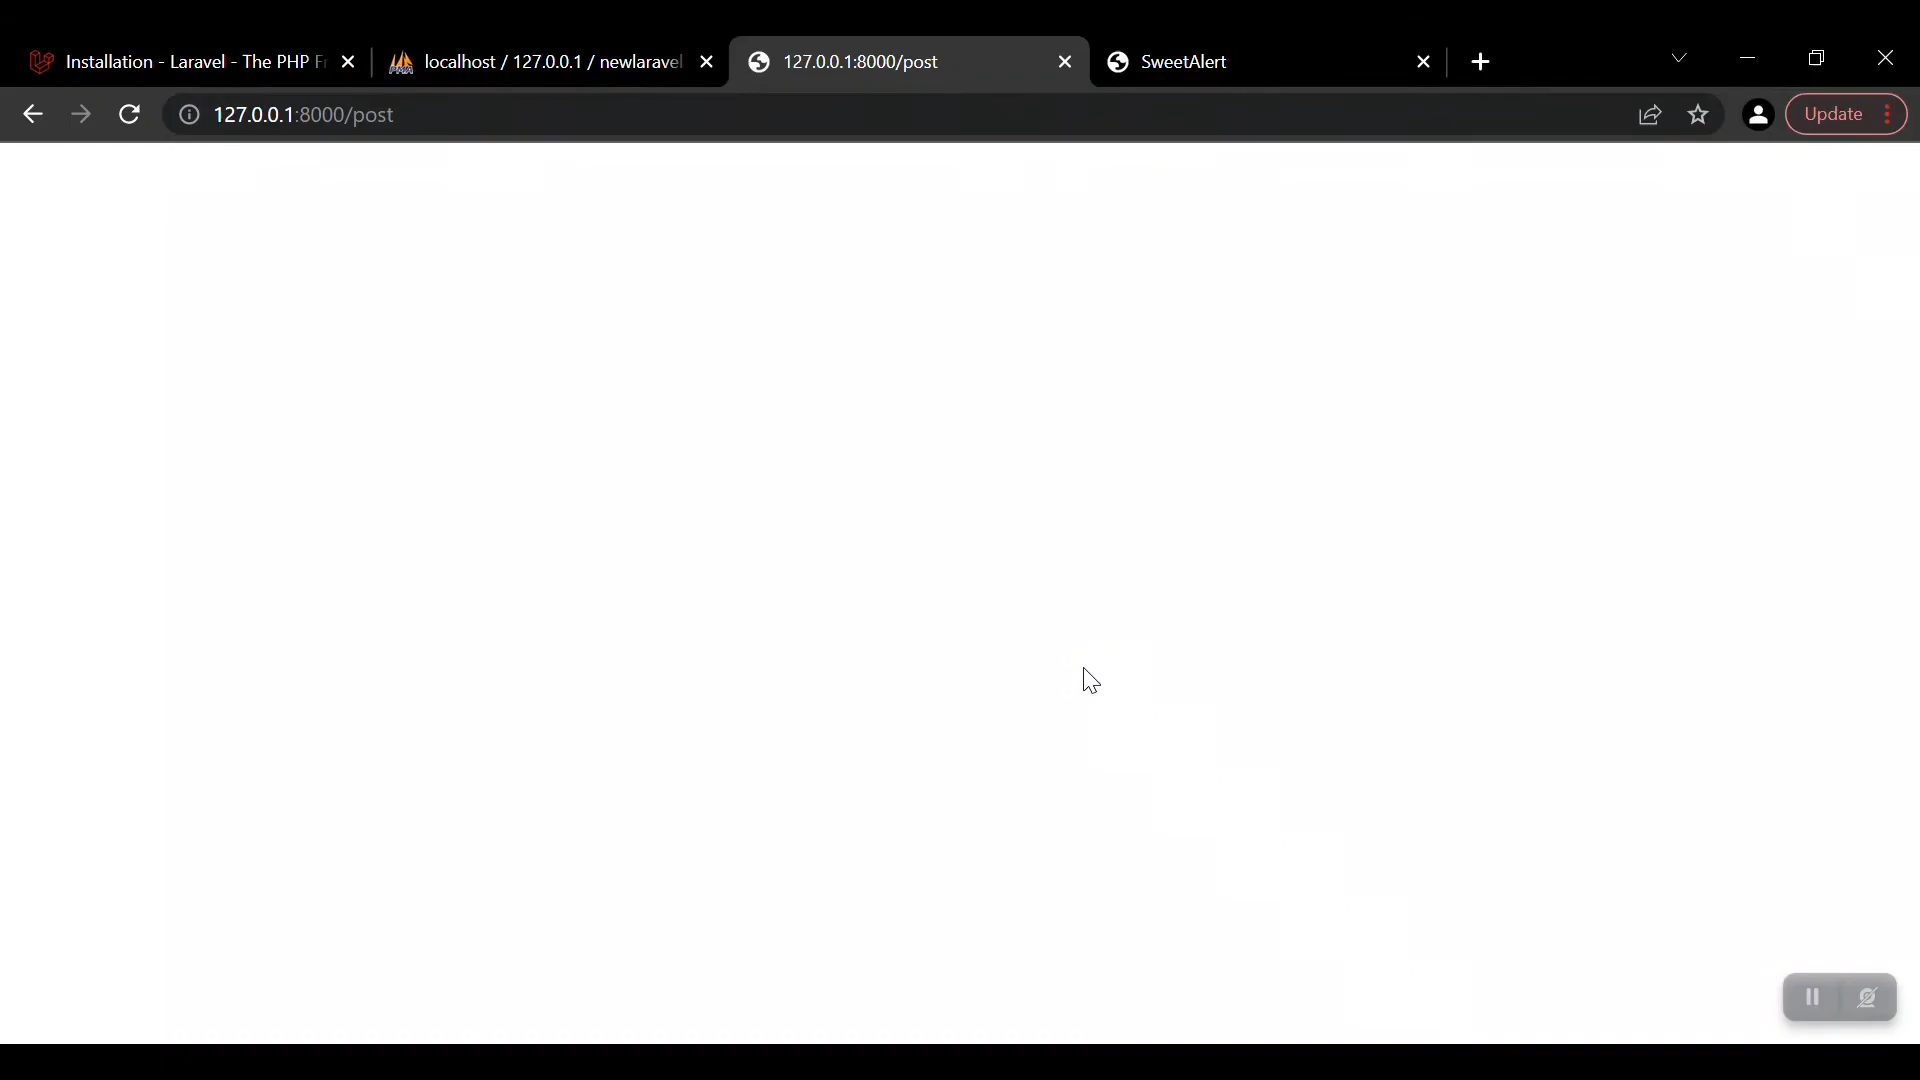 Installation - Laravel - The PHP Fr
localhost / 127.0.0.1 / newlaravel
127.0.0.1:8000/post
SweetAlert
127.0.0.1:8000/post
Update